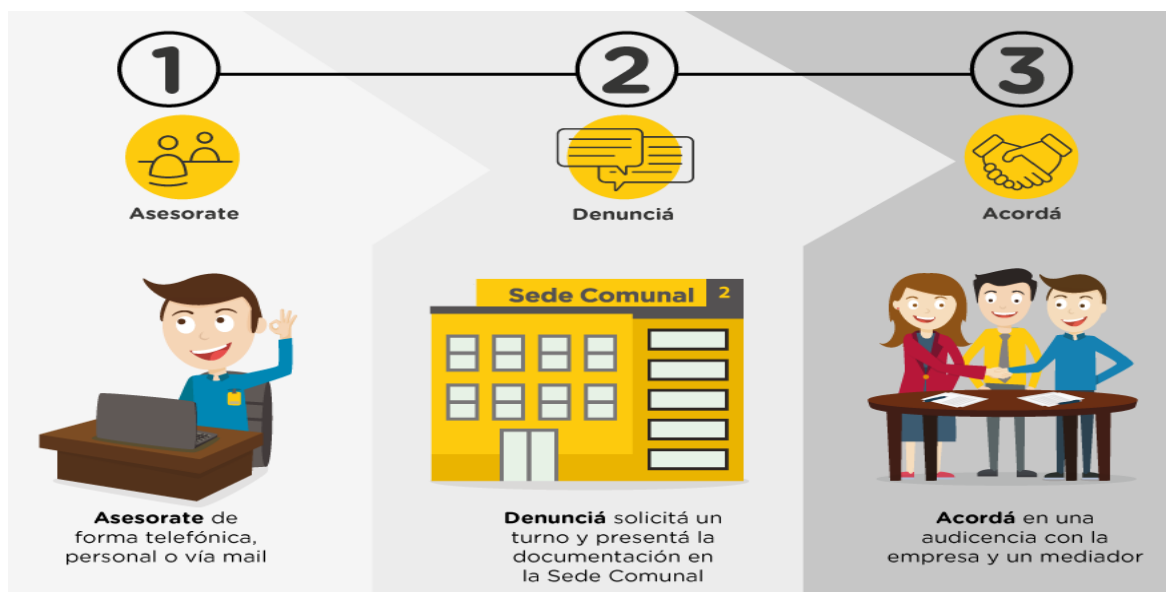 1
2
3
Asesorate
Denunciá
Acordá
Sede Comunal 2
Asesorate de
forma telefónica,
personal o vía mail
Denunciá solicitá un
turno y presentá la
documentación en
la Sede Comunal
Acordá en una
audicencia con la
empresa y un mediador